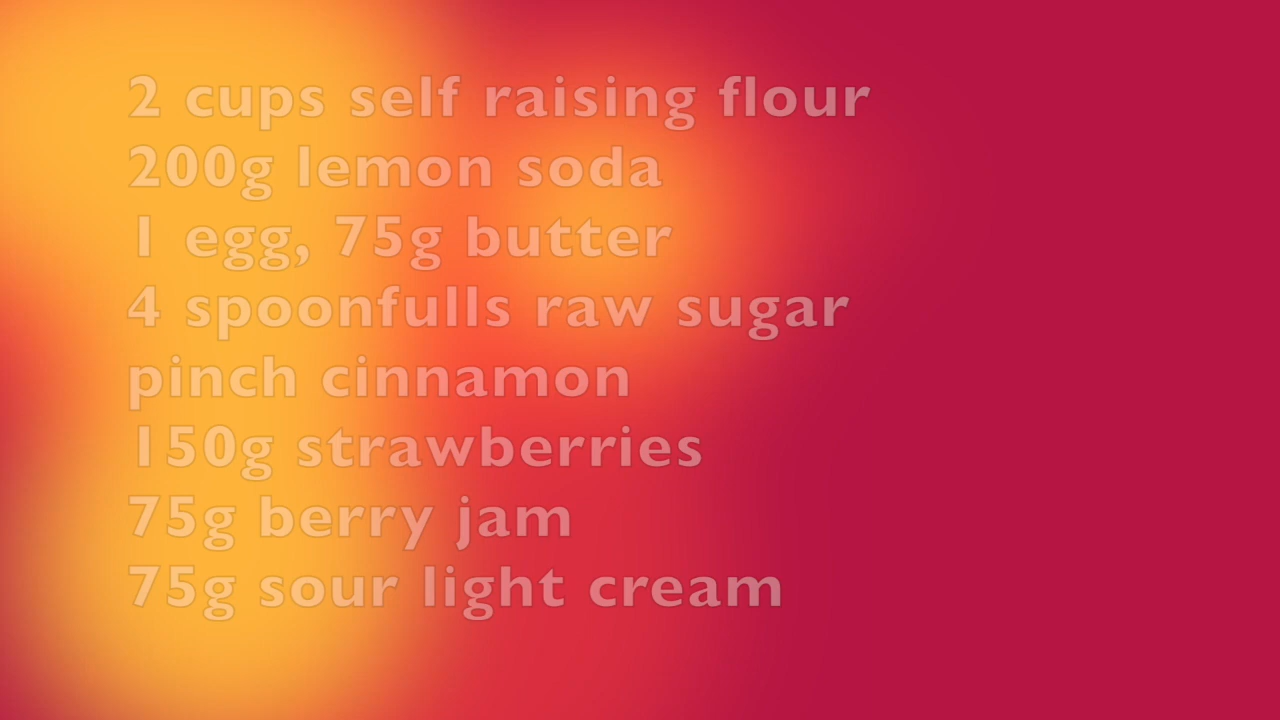 2 cups self raising flour
200g lemon soda
1 egg, 75g butter
4 spoonfulls raw sugar
pinch cinnamon
150g strawberries
75g berry jam
75g sour light cream